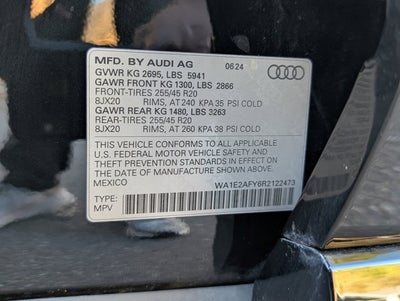 MFD. BY AUDI AG 06 24
GVWR KG 2695, LBS 5941
GAWR FRONT KG 1300, LBS 2866
FRONT-TIRES 255/45 R20
8JX20 RIMS, AT 240 KPA 35 PSI COLD
GAWR REAR KG 1480, LBS 3263
REAR-TIRES 255/45 R20
8JX20 RIMS, AT 260 KPA 38 PSI COLD
THIS VEHICLE CONFORMS TO ALL APPLICABLE
U.S. FEDERAL MOTOR VEHICLE SAFETY AND
THEFT PREVENTION STANDARDS IN EFFECT ON
THE DATE OF MANUFACTURE SHOWN ABOVE.
MEXICO WA1E2AFY6R2122473
TYPE:
MPV